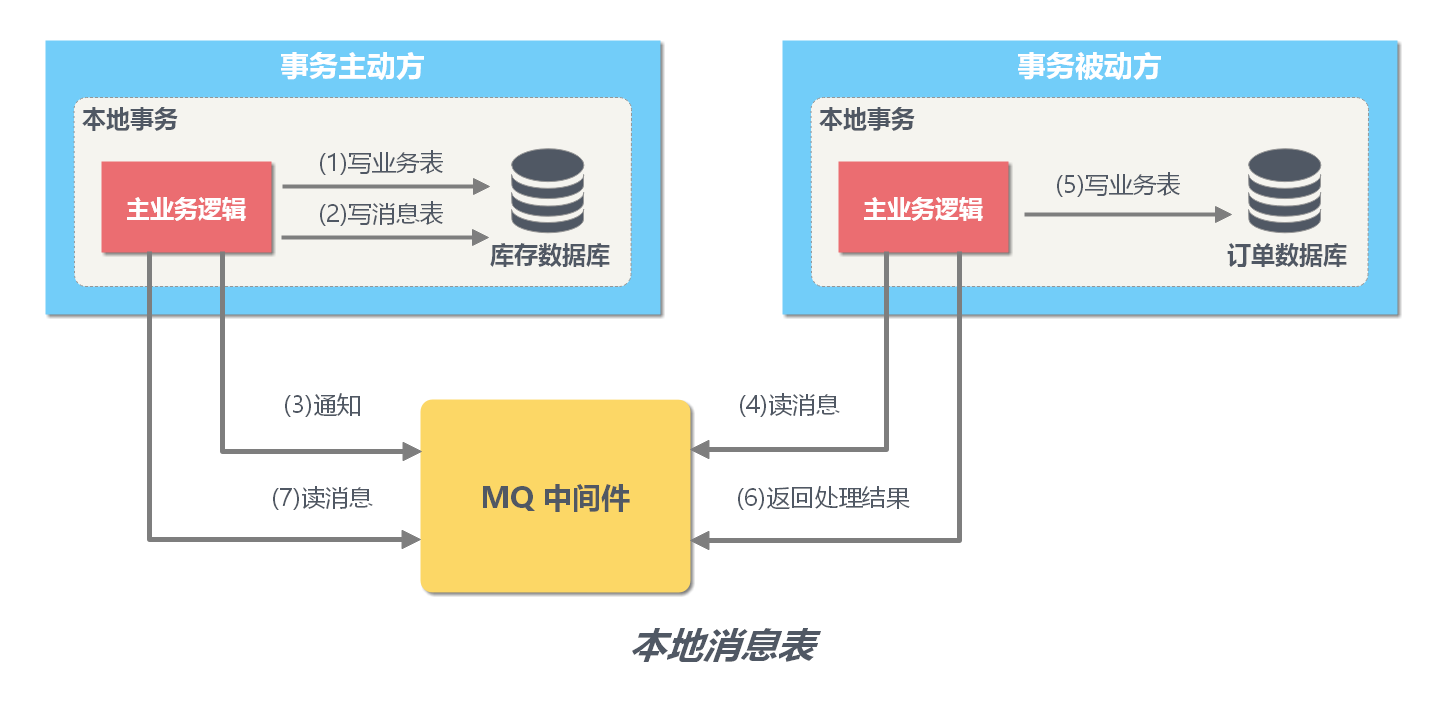 事务主动方
本地事务
(1)写业务表
主业务逻辑
(2)写消息表
库存数据库
事务被动方
本地事务
主业务逻辑
(5)写业务表
订单数据库
(3)通知
(4)读消息
(7)读消息
MQ 中间件
(6)返回处理结果
本地消息表